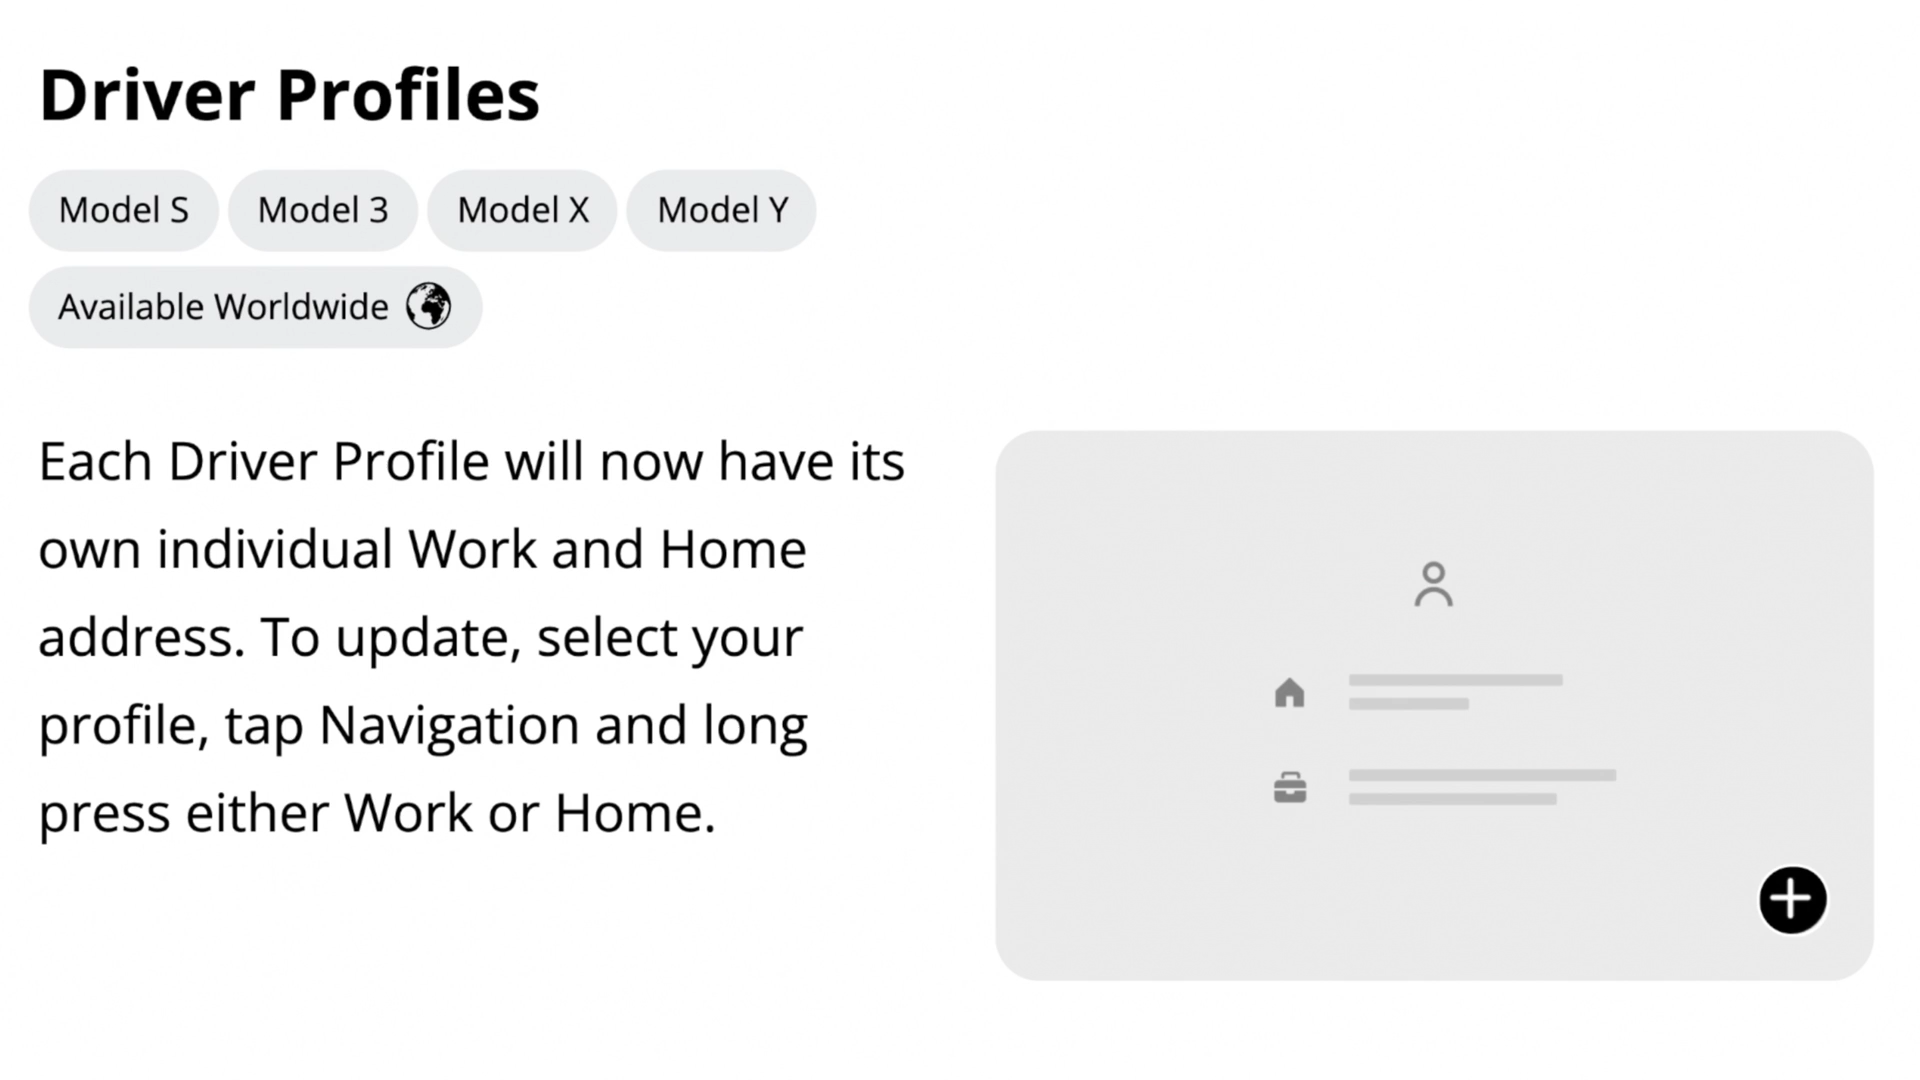 Driver Profiles
Model S Model 3 Model X Model Y
Available Worldwide
Each Driver Profile will now have its
own individual Work and Home
address. To update, select your
profile, tap Navigation and long
press either Work or Home.